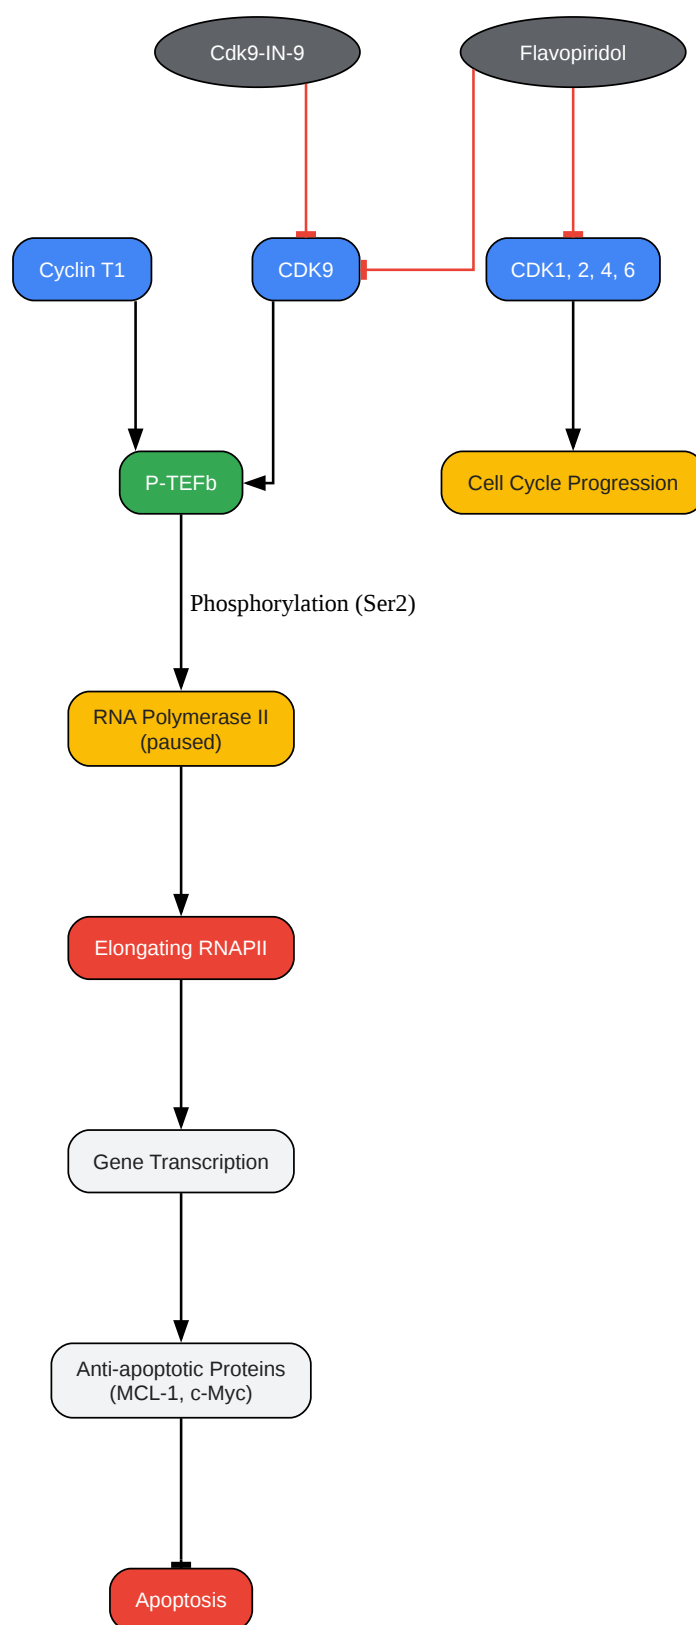 Cdk9-IN-9
Flavopiridol
Cyclin T1
CDK9
CDK1, 2, 4, 6
P-TEFb
Cell Cycle Progression
Phosphorylation (Ser2)
RNA Polymerase II
(paused)
Elongating RNAPII
Gene Transcription
Anti-apoptotic Proteins
(MCL-1, c-Myc)
Apoptosis